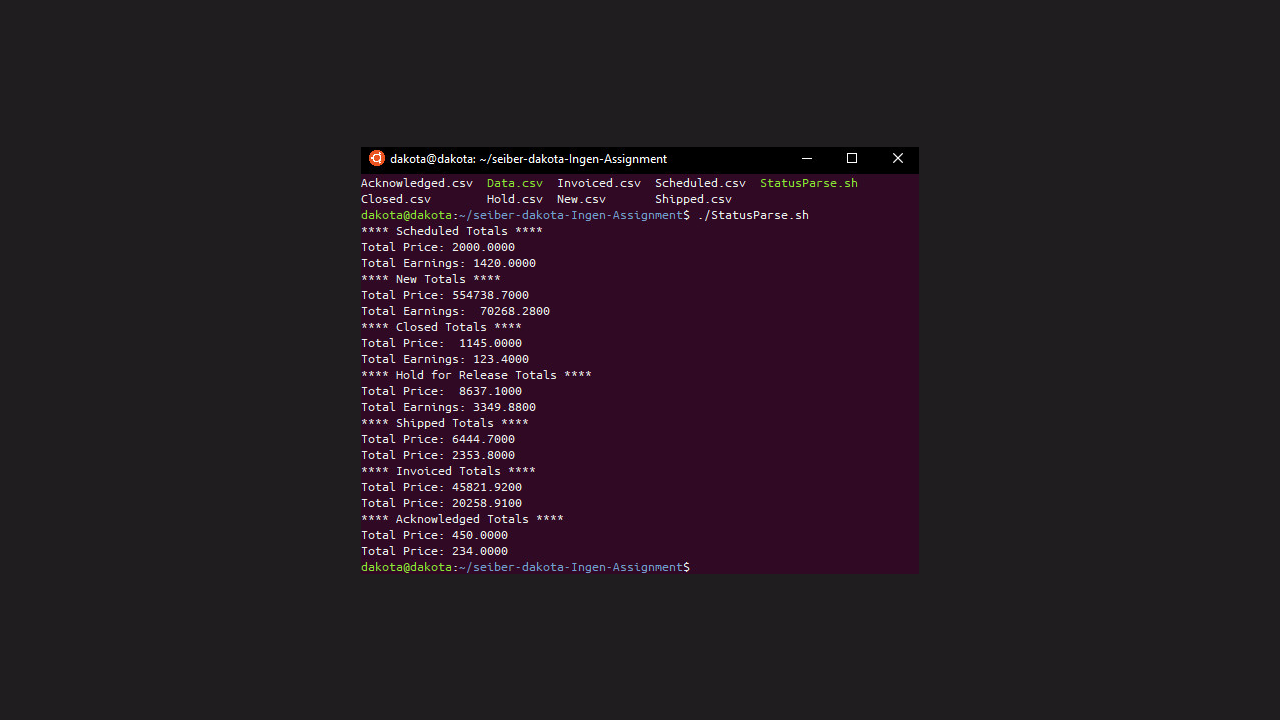 dakota@dakota: ~/seiber-dakota-Ingen-Assignment
Acknowledged.csv  Data.csv  Invoiced.csv  Scheduled.csv  StatusParse.sh
Closed.csv        Hold.csv  New.csv       Shipped.csv
dakota@dakota:~/seiber-dakota-Ingen-Assignment$ ./StatusParse.sh
**** Scheduled Totals ****
Total Price: 2000.0000
Total Earnings: 1420.0000
**** New Totals ****
Total Price: 554738.7000
Total Earnings:  70268.2800
**** Closed Totals ****
Total Price:  1145.0000
Total Earnings: 123.4000
**** Hold for Release Totals ****
Total Price:  8637.1000
Total Earnings: 3349.8800
**** Shipped Totals ****
Total Price: 6444.7000
Total Price: 2353.8000
**** Invoiced Totals ****
Total Price: 45821.9200
Total Price: 20258.9100
**** Acknowledged Totals ****
Total Price: 450.0000
Total Price: 234.0000
dakota@dakota:~/seiber-dakota-Ingen-Assignment$